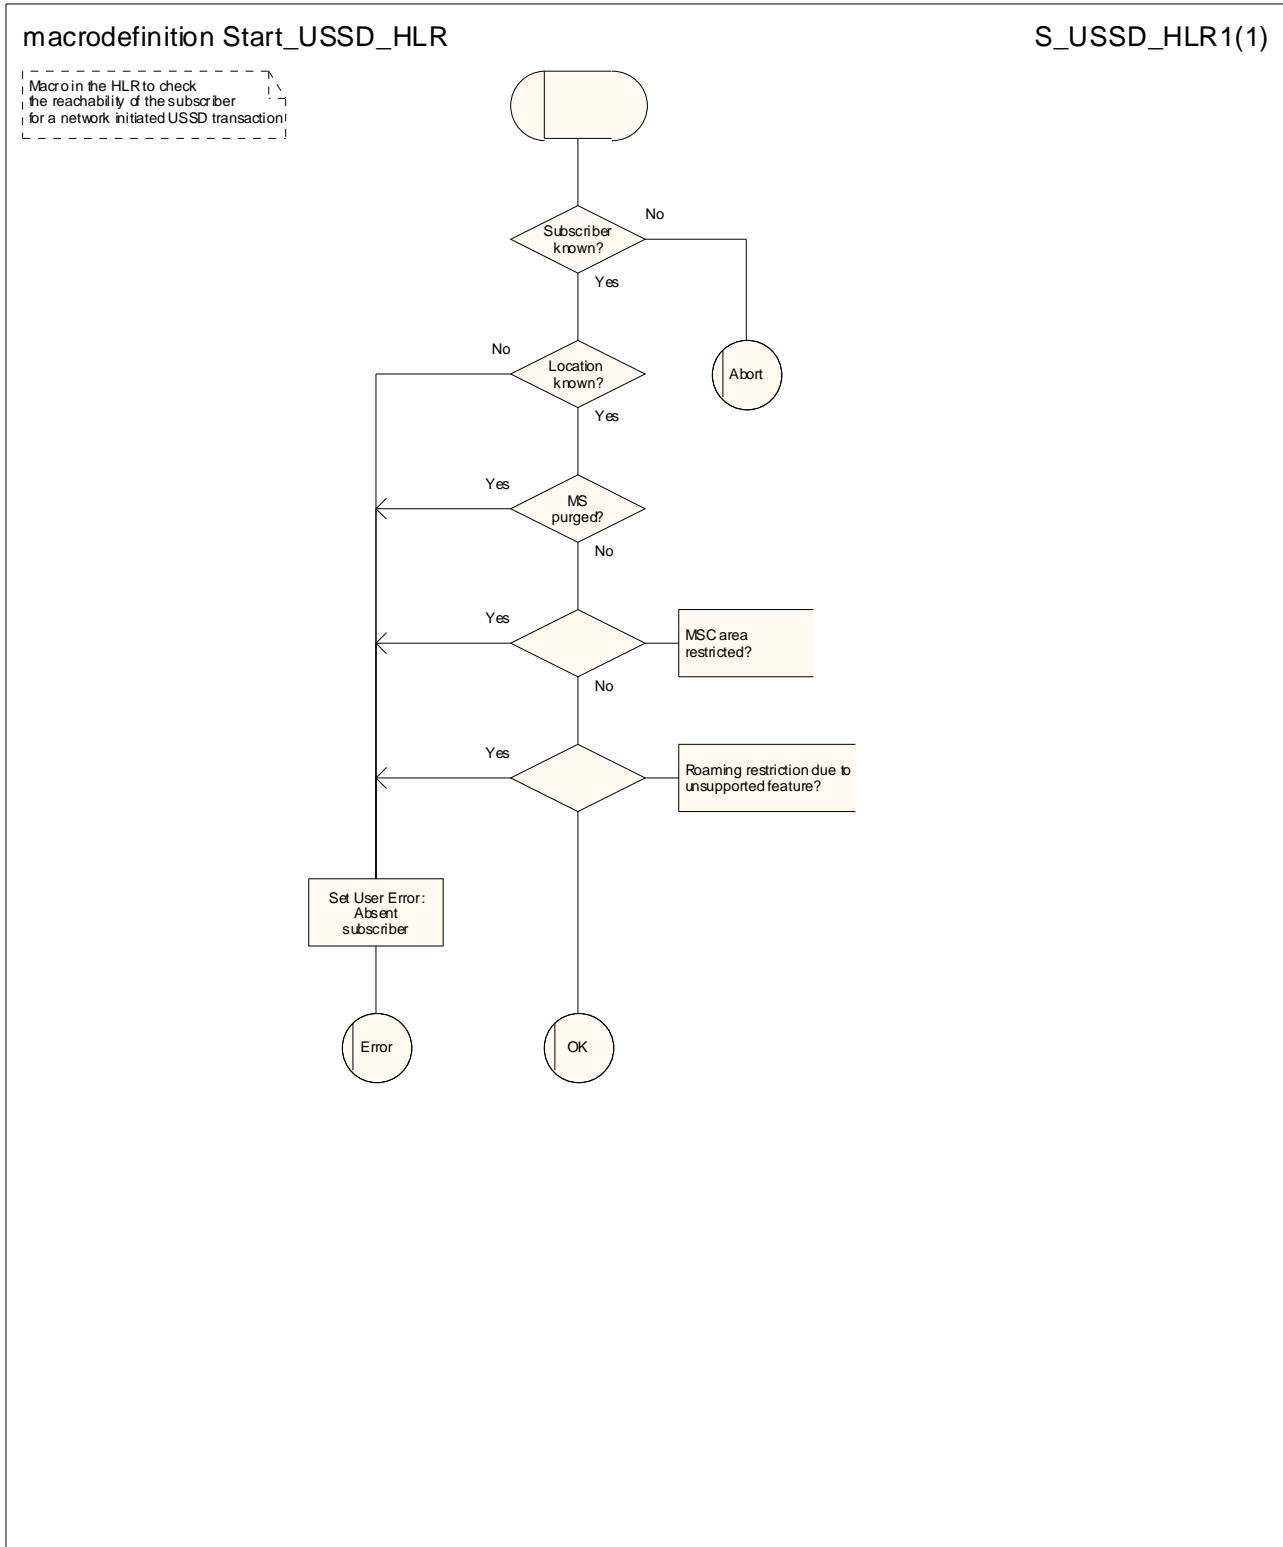 macrodefinition Start_USSD_HLR
S_USSD_HLR1(1)
Macro in the HLR to check
the reachability of the subscriber
for a network initiated USSD transaction
No
Subscriber
known?
Yes
No
Location
known?
Abort
Yes
Yes
MS
purged?
No
Yes
MSC area
restricted?
No
Yes
Roaming restriction due to
unsupported feature?
Set User Error:
Absent
subscriber
Error
OK